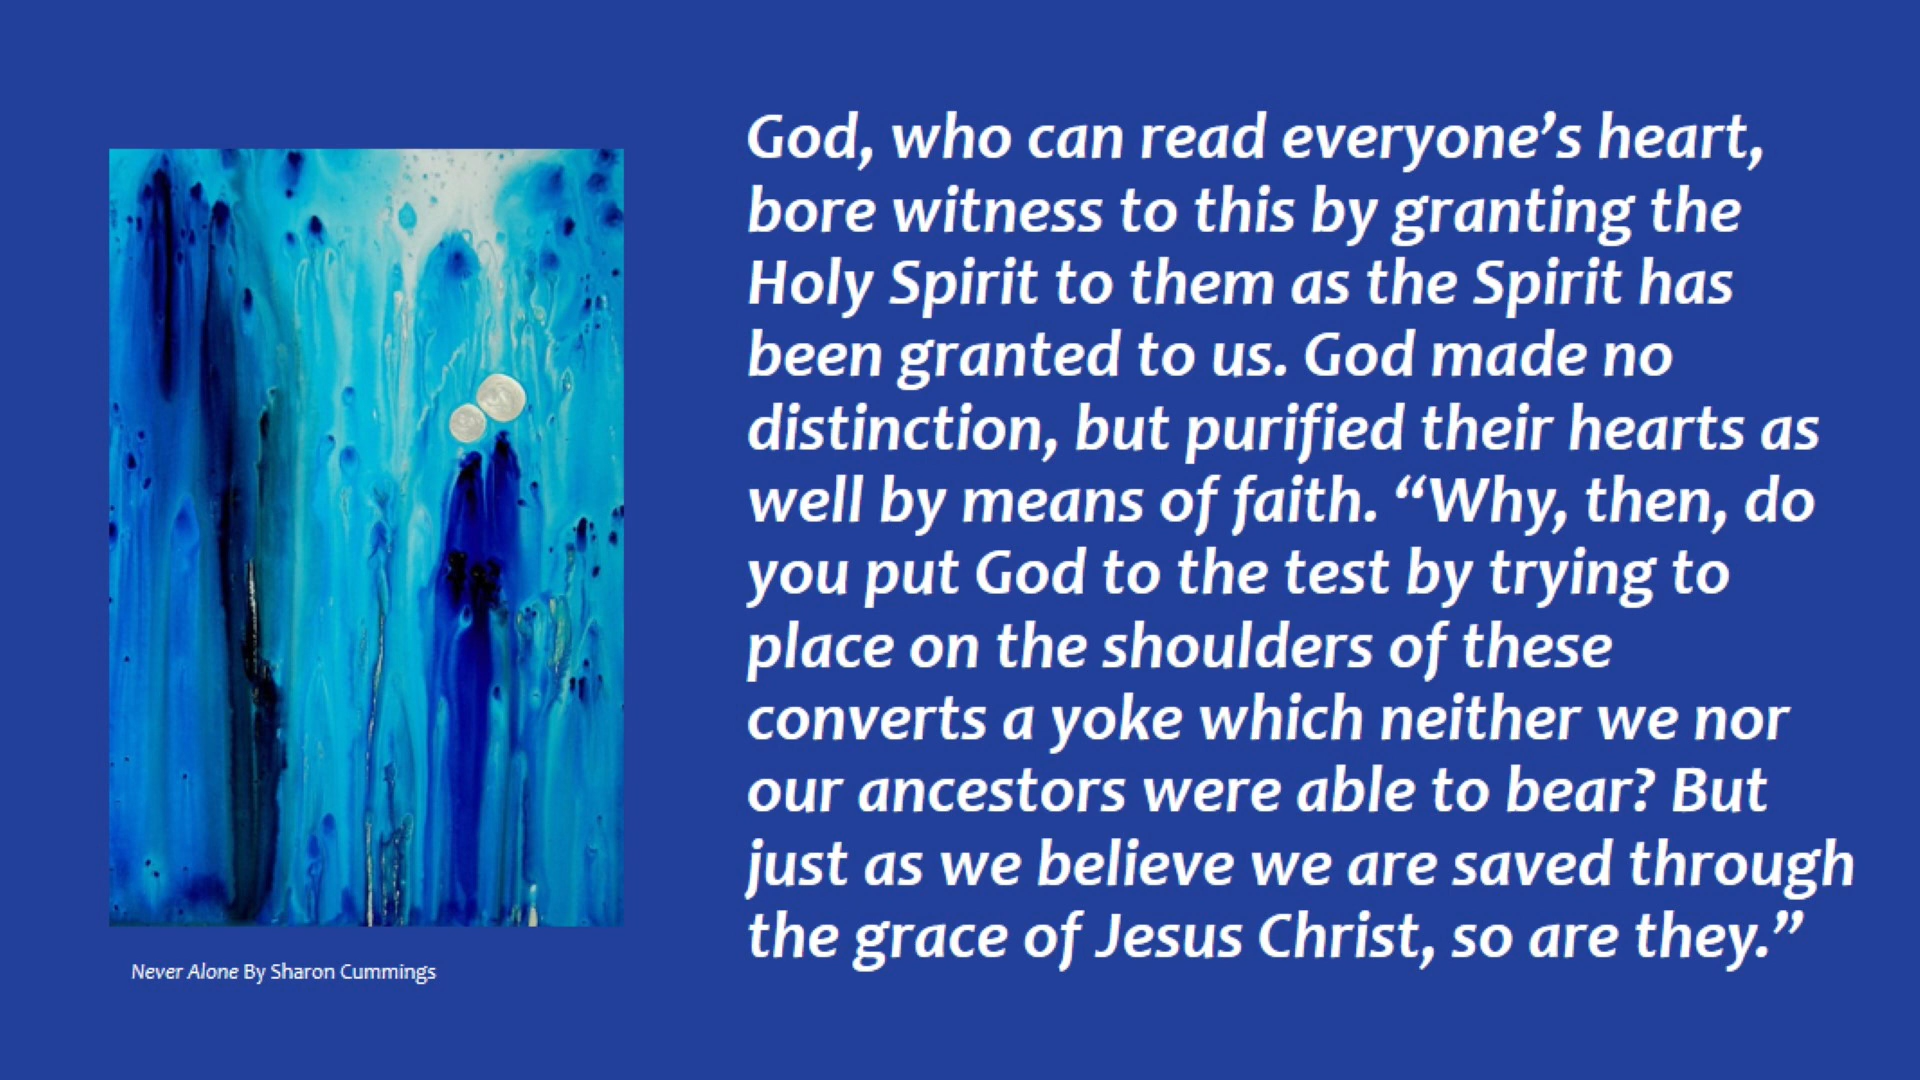 God, who can read everyone’s heart,
bore witness to this by granting the
Holy Spirit to them as the Spirit has
been granted to us. God made no
distinction, but purified their hearts as
well by means of faith. “Why, then, do
you put God to the test by trying to
place on the shoulders of these
converts a yoke which neither we nor
our ancestors were able to bear? But
just as we believe we are saved through
the grace of Jesus Christ, so are they.”
Never Alone By Sharon Cummings